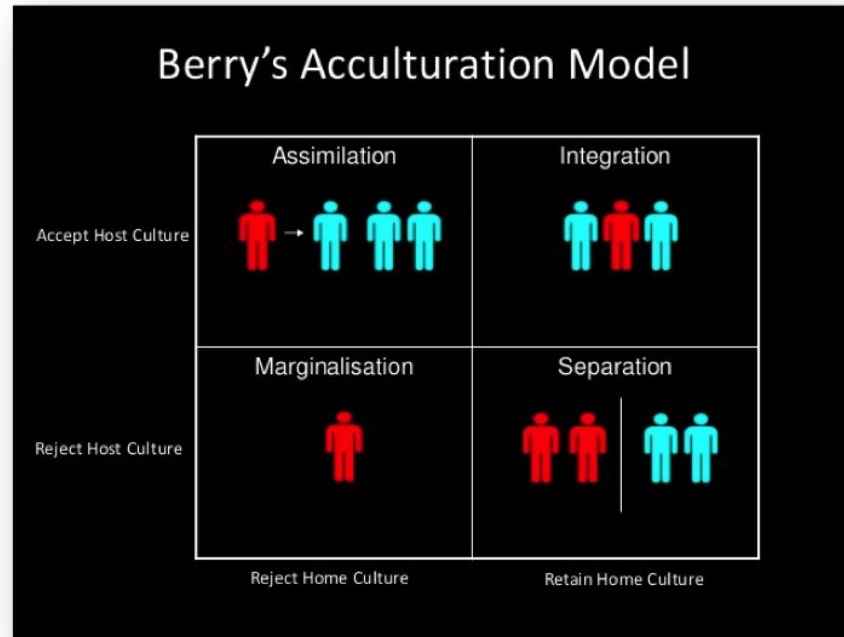 Berry's Acculturation Model
Assimilation
Integration
Accept Host Culture
Marginalisation
Separation
Reject Host Culture
Reject Home Culture
Retain Home Culture